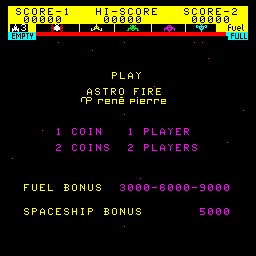 SCORE-1 HI-SCORE SCORE-2
00000 00000 00000
3 fuel
EMPTY FULL
PLAY
ASTRO FIRE
rené pierre
1 COIN 1 PLAYER
2 COINS 2 PLAYERS
FUEL BONUS 3000-6000-9000
SPACESHIP BONUS 5000